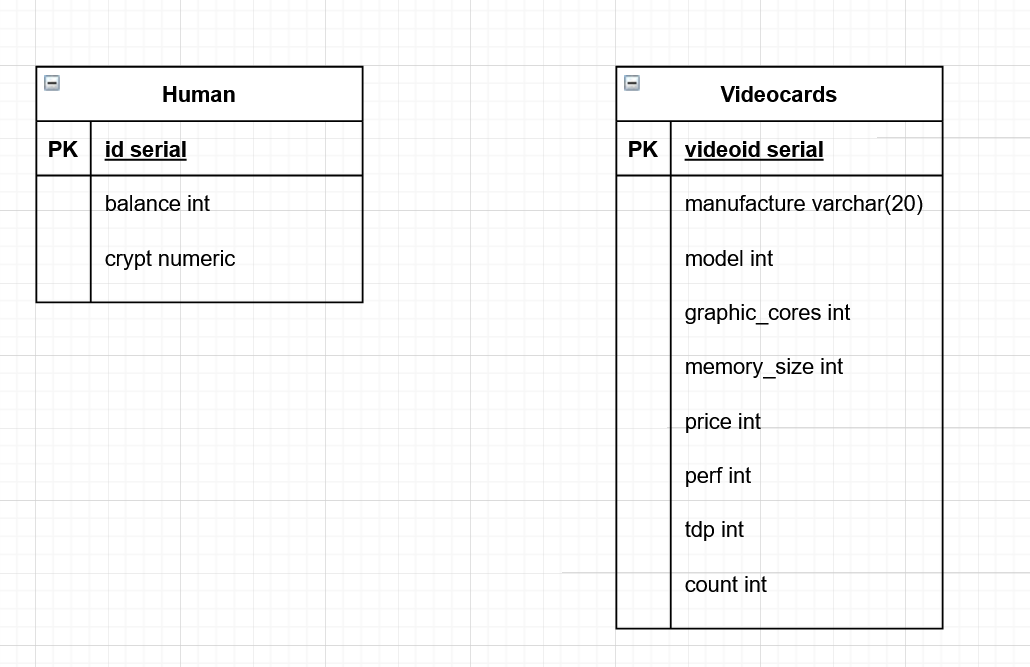 Human
PK id serial
balance int
crypt numeric
Videocards
PK videoid serial
manufacture varchar(20)
model int
graphic_cores int
memory_size int
price int
perf int
tdp int
count int